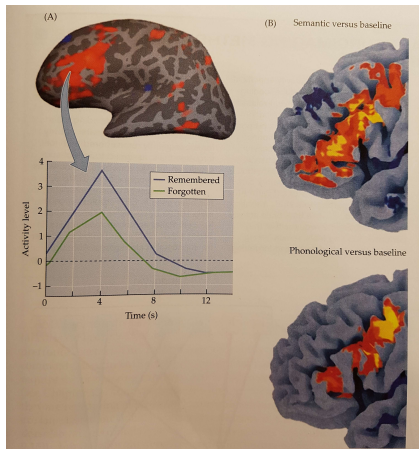 (A)
(B) Semantic versus baseline
4
3
2
1
0
−1
Activity level
Remembered
Forgotten
0 4 8 12
Time (s)
Phonological versus baseline